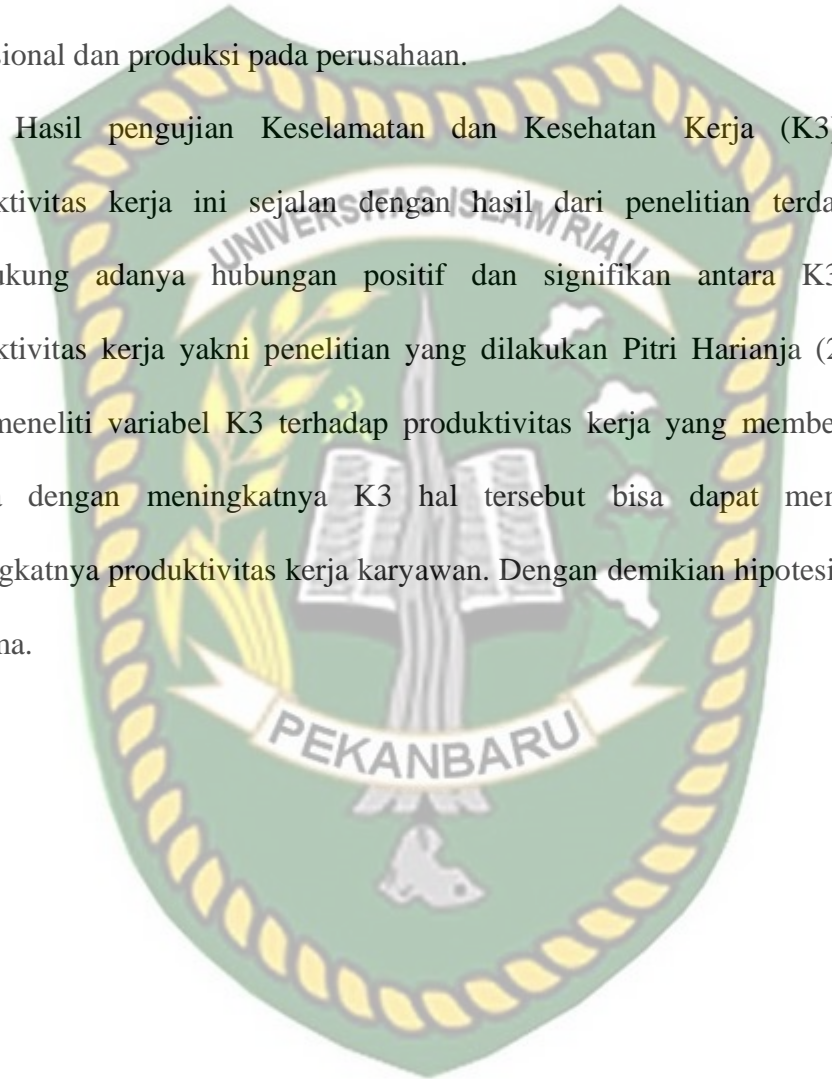 sional dan produksi pada perusahaan.
Hasil pengujian Keselamatan dan Kesehatan Kerja (K3)
ktivitas kerja ini sejalan dengan hasil dari penelitian terda
ukung adanya hubungan positif dan signifikan antara K3
ktivitas kerja yakni penelitian yang dilakukan Pitri Harianja (2
meneliti variabel K3 terhadap produktivitas kerja yang membe
dengan meningkatnya K3 hal tersebut bisa dapat men
gkatnya produktivitas kerja karyawan. Dengan demikian hipotesi
na.
UNIVERSITAS ISLAM RIAU
PEKANBARU